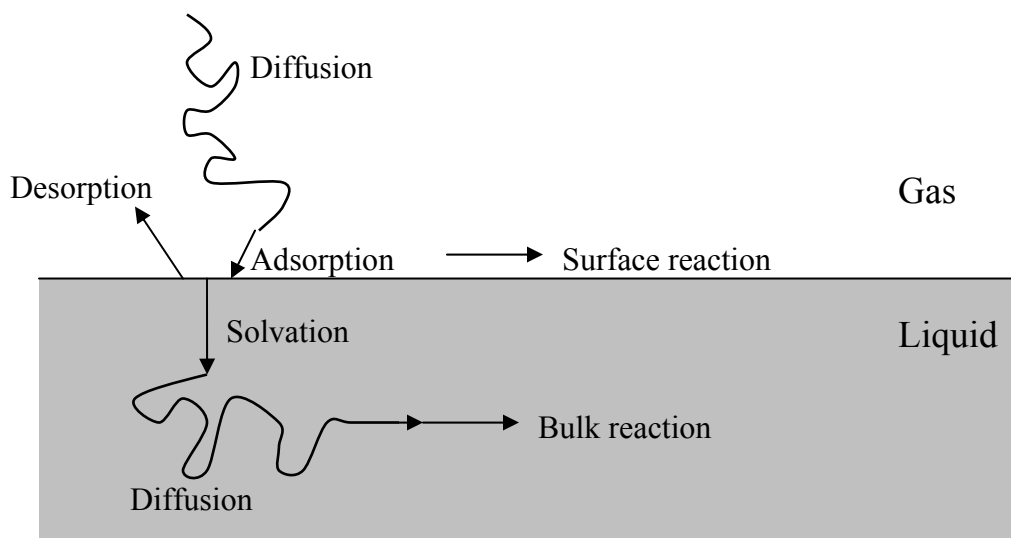 Diffusion
Desorption
Gas
Adsorption
Surface reaction
Solvation
Liquid
Bulk reaction
Diffusion